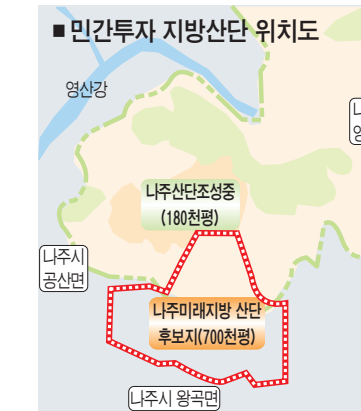 ■ 민간투자 지방산단 위치도
영산강
나주산단조성중
(180천평)
나주시
공산면
나주미래지방 산단
후보지(700천평)
나주시 왕곡면